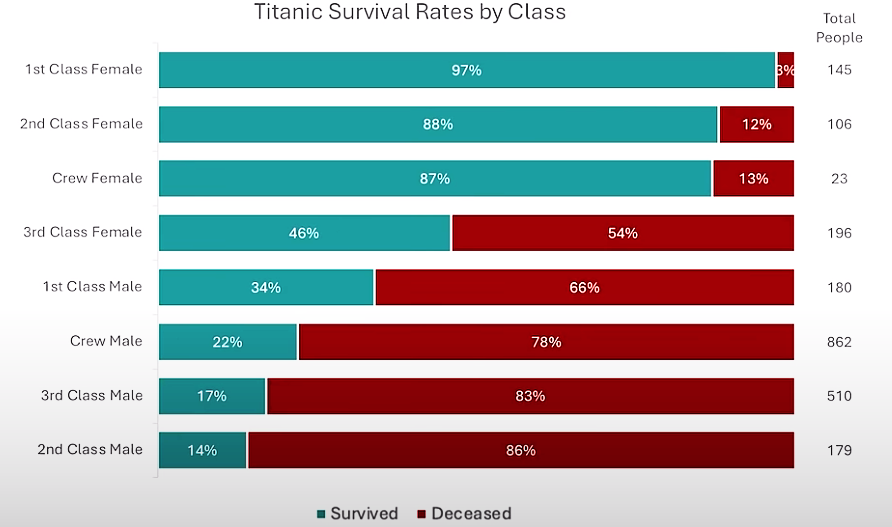 Titanic Survival Rates by Class
Total
People
1st Class Female 97% 3% 145
2nd Class Female 88% 12% 106
Crew Female 87% 13% 23
3rd Class Female 46% 54% 196
1st Class Male 34% 66% 180
Crew Male 22% 78% 862
3rd Class Male 17% 83% 510
2nd Class Male 14% 86% 179
Survived Deceased